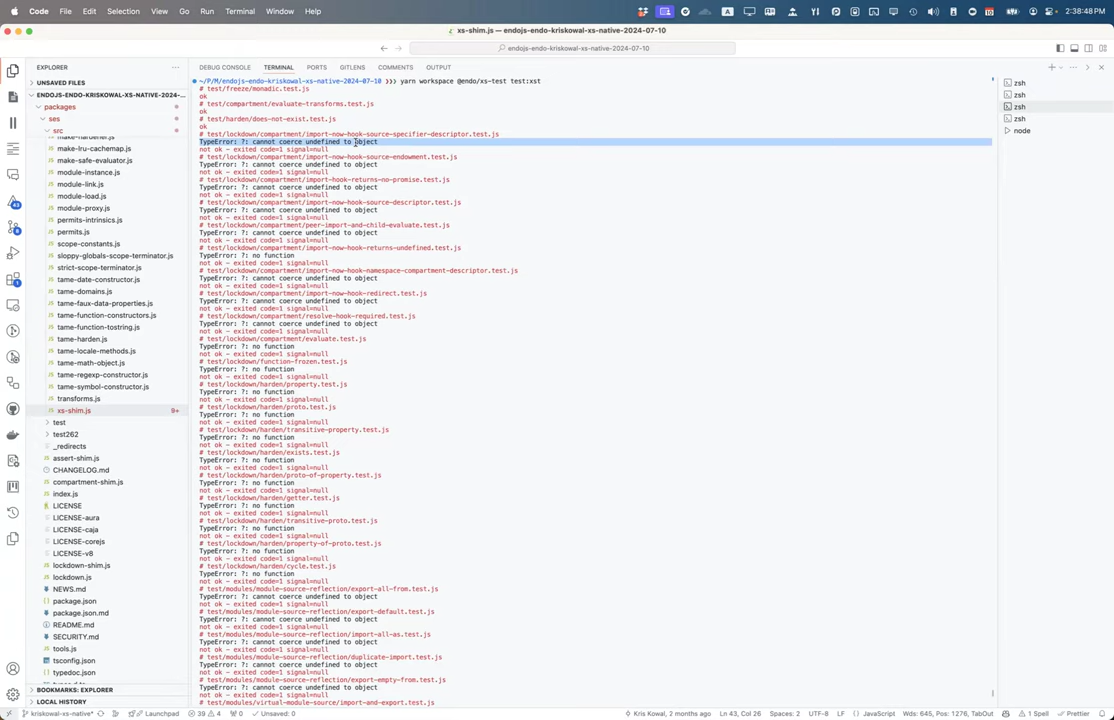 Code File Edit Selection View Go Run Terminal Window Help 2:38:48 PM
xs-shim.js — endojs-endo-kriskowal-xs-native-2024-07-10
endojs-endo-kriskowal-xs-native-2024-07-10
EXPLORER
UNSAVED FILES
ENDOJS-ENDO-KRISKOWAL-XS-NATIVE-2024-...
packages
ses
src
make-hardener.js
make-lru-cachemap.js
make-safe-evaluator.js
module-instance.js
module-link.js
module-load.js
module-proxy.js
permits-intrinsics.js
permits.js
scope-constants.js
sloppy-globals-scope-terminator.js
strict-scope-terminator.js
tame-date-constructor.js
tame-domains.js
tame-faux-data-properties.js
tame-function-constructors.js
tame-function-tostring.js
tame-harden.js
tame-locale-methods.js
tame-math-object.js
tame-regexp-constructor.js
tame-symbol-constructor.js
transforms.js
xs-shim.js 9+
test
test262
_redirects
assert-shim.js
CHANGELOG.md
compartment-shim.js
index.js
LICENSE
LICENSE-aura
LICENSE-caja
LICENSE-corejs
LICENSE-v8
lockdown-shim.js
lockdown.js
NEWS.md
package.json
package.json.md
README.md
SECURITY.md
tools.js
tsconfig.json
typedoc.json
BOOKMARKS: EXPLORER
LOCAL HISTORY
DEBUG CONSOLE TERMINAL PORTS GITLENS COMMENTS OUTPUT
~/P/M/endojs-endo-kriskowal-xs-native-2024-07-10 ❯❯❯ yarn workspace @endo/xs-test test:xst
# test/freeze/monadic.test.js
ok
# test/compartment/evaluate-transforms.test.js
ok
# test/harden/does-not-exist.test.js
ok
# test/lockdown/compartment/import-now-hook-source-specifier-descriptor.test.js
TypeError: ?: cannot coerce undefined to object
not ok - exited code=1 signal=null
# test/lockdown/compartment/import-now-hook-source-endowment.test.js
TypeError: ?: cannot coerce undefined to object
not ok - exited code=1 signal=null
# test/lockdown/compartment/import-hook-returns-no-promise.test.js
TypeError: ?: cannot coerce undefined to object
not ok - exited code=1 signal=null
# test/lockdown/compartment/import-now-hook-source-descriptor.test.js
TypeError: ?: cannot coerce undefined to object
not ok - exited code=1 signal=null
# test/lockdown/compartment/peer-import-and-child-evaluate.test.js
TypeError: ?: cannot coerce undefined to object
not ok - exited code=1 signal=null
# test/lockdown/compartment/import-now-hook-returns-undefined.test.js
TypeError: ?: no function
not ok - exited code=1 signal=null
# test/lockdown/compartment/import-now-hook-namespace-compartment-descriptor.test.js
TypeError: ?: cannot coerce undefined to object
not ok - exited code=1 signal=null
# test/lockdown/compartment/import-now-hook-redirect.test.js
TypeError: ?: cannot coerce undefined to object
not ok - exited code=1 signal=null
# test/lockdown/compartment/resolve-hook-required.test.js
TypeError: ?: cannot coerce undefined to object
not ok - exited code=1 signal=null
# test/lockdown/compartment/evaluate.test.js
TypeError: ?: no function
not ok - exited code=1 signal=null
# test/lockdown/function-frozen.test.js
TypeError: ?: no function
not ok - exited code=1 signal=null
# test/lockdown/harden/property.test.js
TypeError: ?: no function
not ok - exited code=1 signal=null
# test/lockdown/harden/proto.test.js
TypeError: ?: no function
not ok - exited code=1 signal=null
# test/lockdown/harden/transitive-property.test.js
TypeError: ?: no function
not ok - exited code=1 signal=null
# test/lockdown/harden/exists.test.js
TypeError: ?: no function
not ok - exited code=1 signal=null
# test/lockdown/harden/proto-of-property.test.js
TypeError: ?: no function
not ok - exited code=1 signal=null
# test/lockdown/harden/getter.test.js
TypeError: ?: no function
not ok - exited code=1 signal=null
# test/lockdown/harden/transitive-proto.test.js
TypeError: ?: no function
not ok - exited code=1 signal=null
# test/lockdown/harden/property-of-proto.test.js
TypeError: ?: no function
not ok - exited code=1 signal=null
# test/lockdown/harden/cycle.test.js
TypeError: ?: no function
not ok - exited code=1 signal=null
# test/modules/module-source-reflection/export-all-from.test.js
TypeError: ?: cannot coerce undefined to object
not ok - exited code=1 signal=null
# test/modules/module-source-reflection/export-default.test.js
TypeError: ?: cannot coerce undefined to object
not ok - exited code=1 signal=null
# test/modules/module-source-reflection/import-all-as.test.js
TypeError: ?: cannot coerce undefined to object
not ok - exited code=1 signal=null
# test/modules/module-source-reflection/duplicate-import.test.js
TypeError: ?: cannot coerce undefined to object
not ok - exited code=1 signal=null
# test/modules/module-source-reflection/export-empty-from.test.js
TypeError: ?: cannot coerce undefined to object
not ok - exited code=1 signal=null
# test/modules/virtual-module-source/import-and-export.test.js
zsh
zsh
zsh
zsh
node
kriskowal-xs-native* Launchpad 39 4 0 Unsaved: 0 Kris Kowal, 2 months ago Ln 43, Col 26 Spaces: 2 UTF-8 LF JavaScript Wds: 645, Pos: 1276, TabOut 1 Spell Prettier